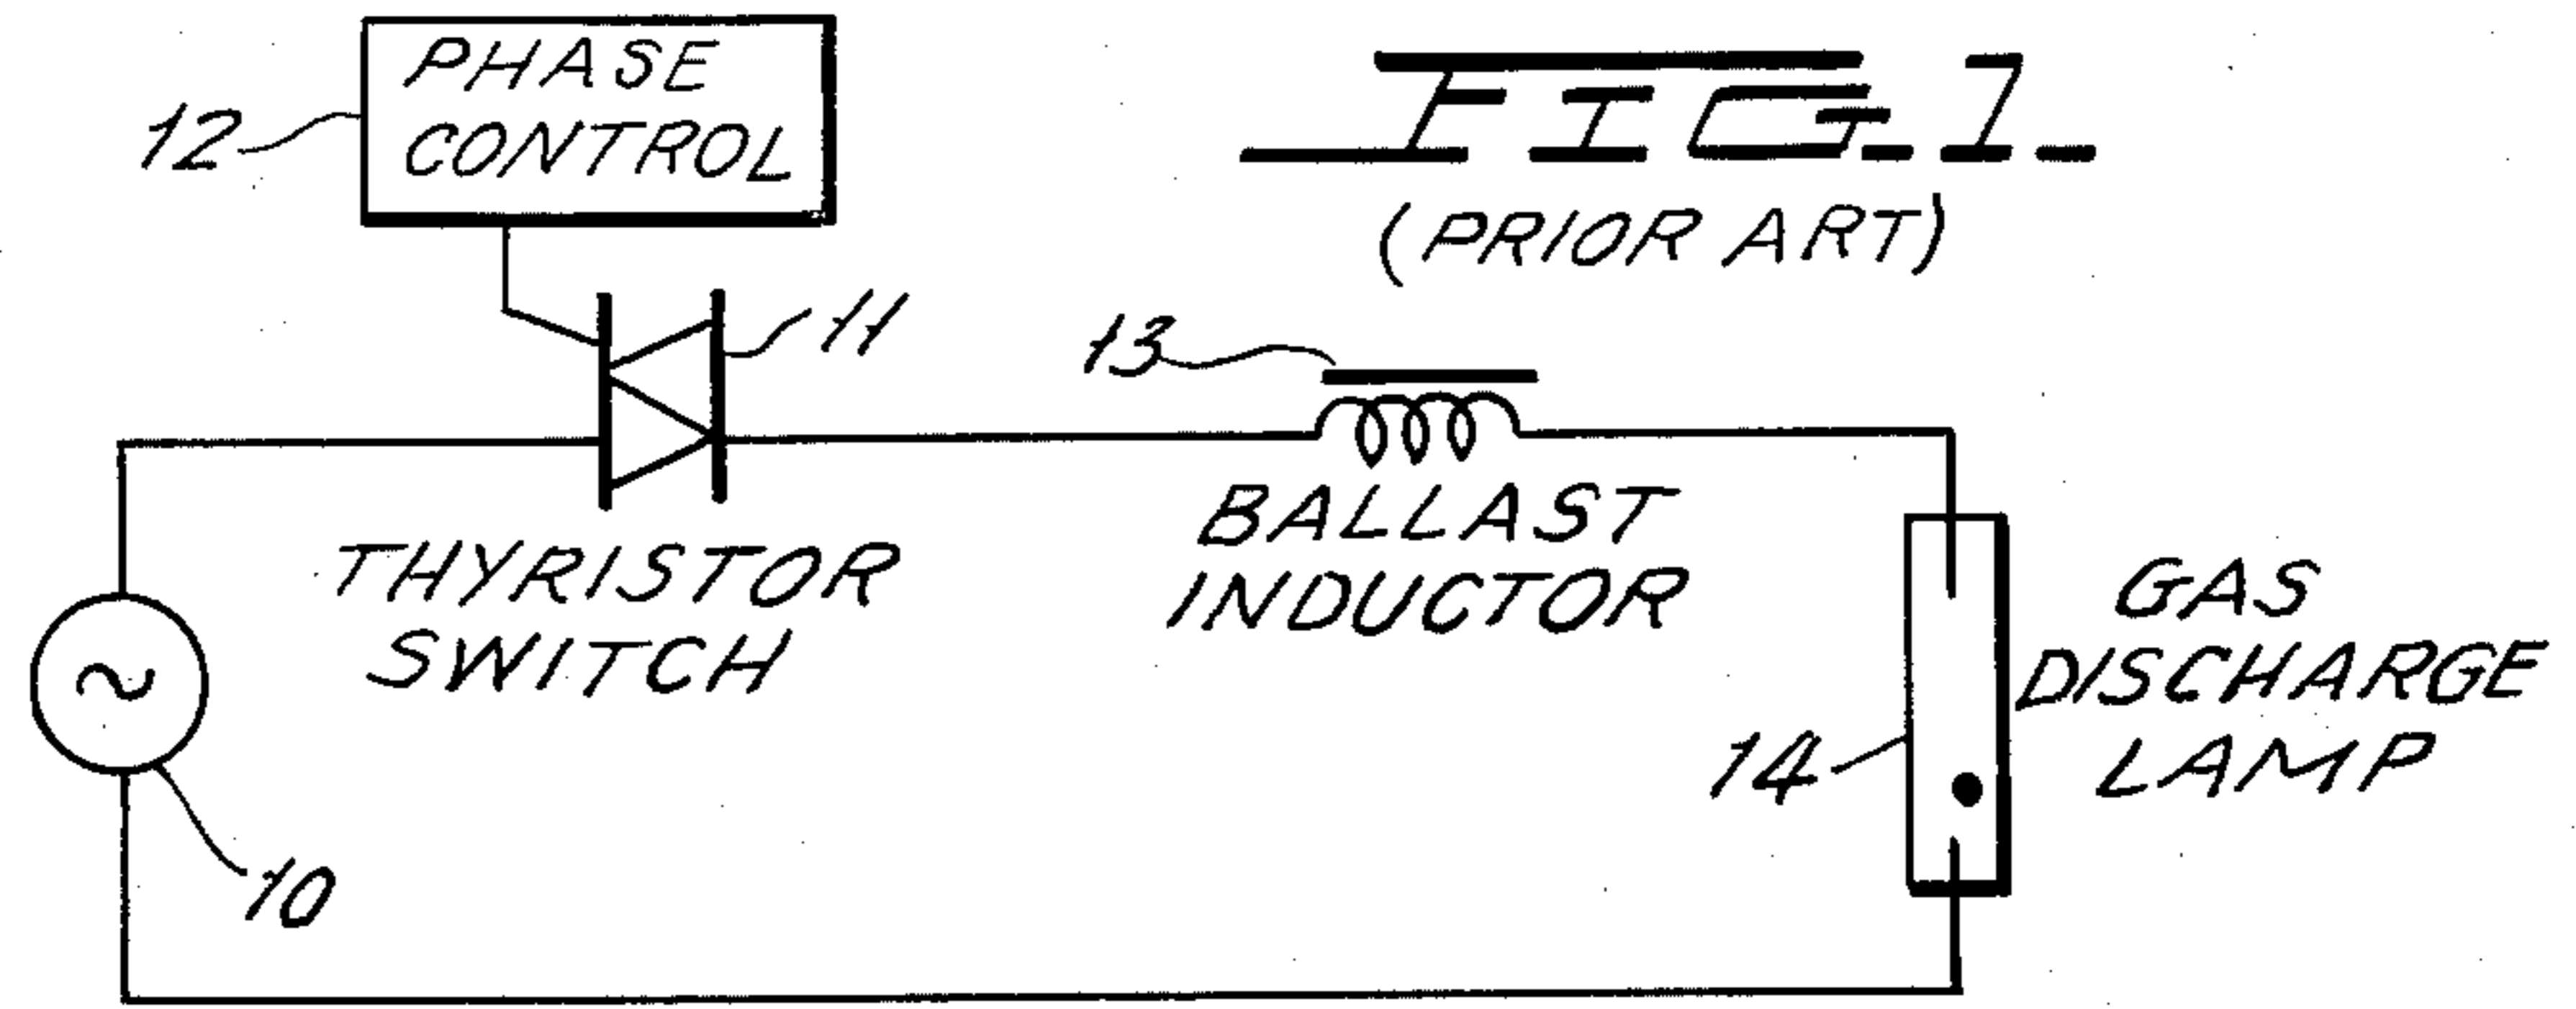 PHASE
CONTROL
12
FIG-1-
(PRIOR ART)
11
13
THYRISTOR
SWITCH
BALLAST
INDUCTOR
GAS
DISCHARGE
LAMP
14
~
10